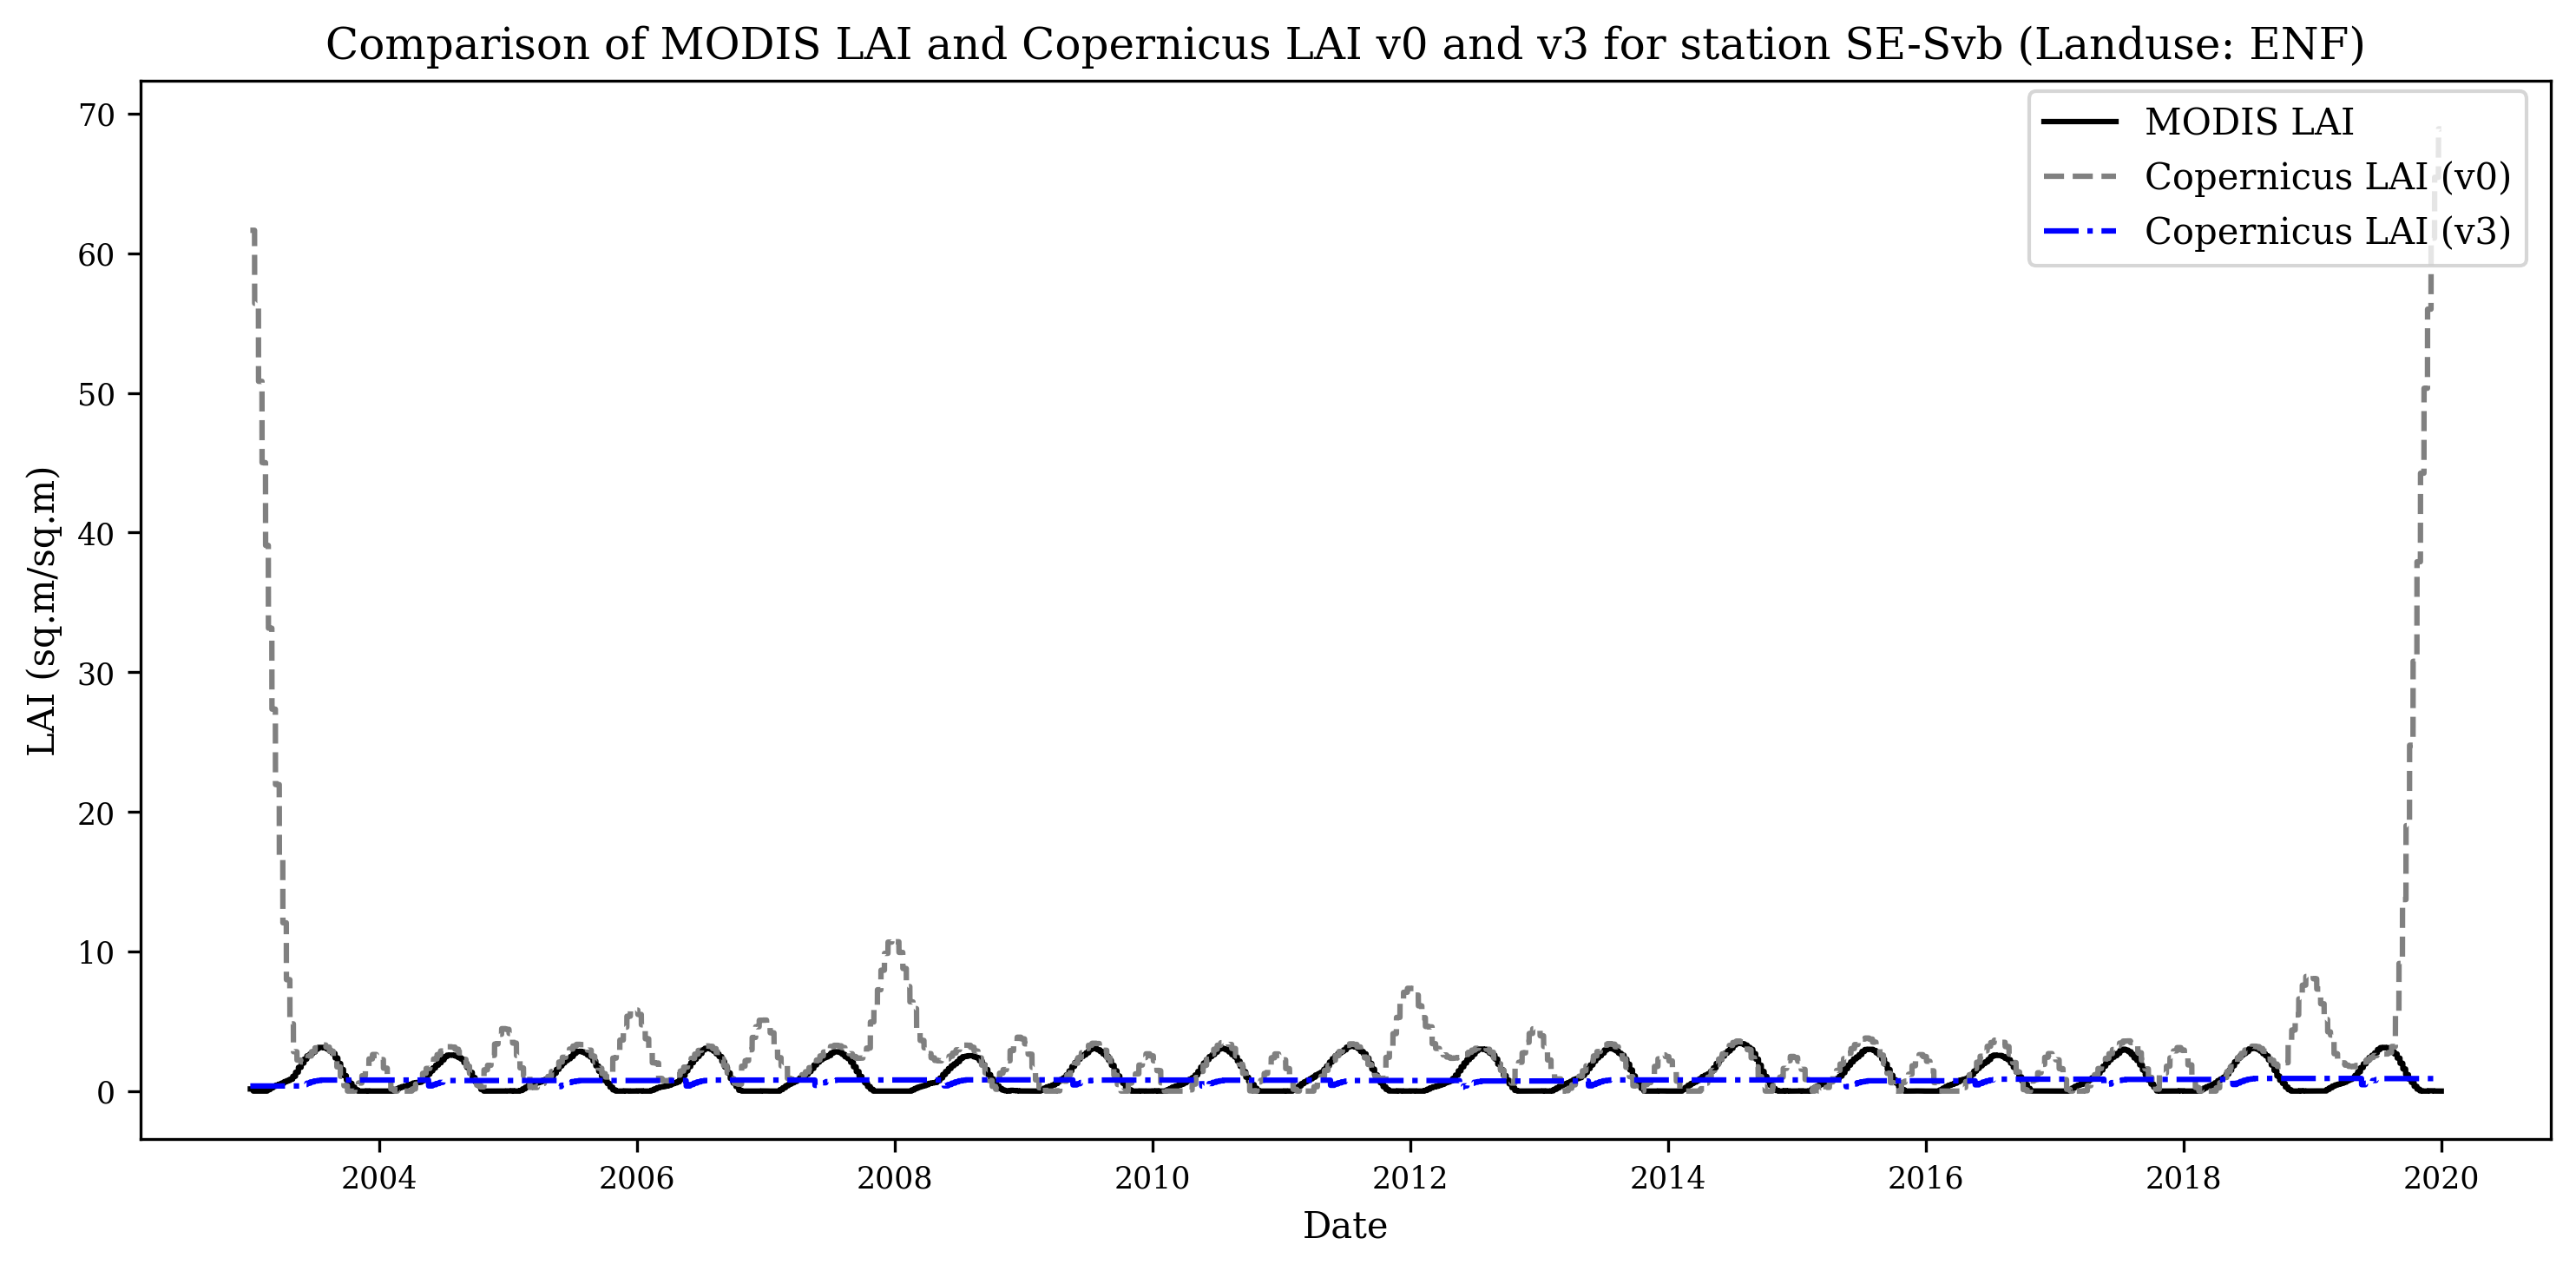 Comparison of MODIS LAI and Copernicus LAI v0 and v3 for station SE-Svb (Landuse: ENF)
MODIS LAI
Copernicus LAI (v0)
Copernicus LAI (v3)
LAI (sq.m/sq.m)
70
60
50
40
30
20
10
0
2004 2006 2008 2010 2012 2014 2016 2018 2020
Date